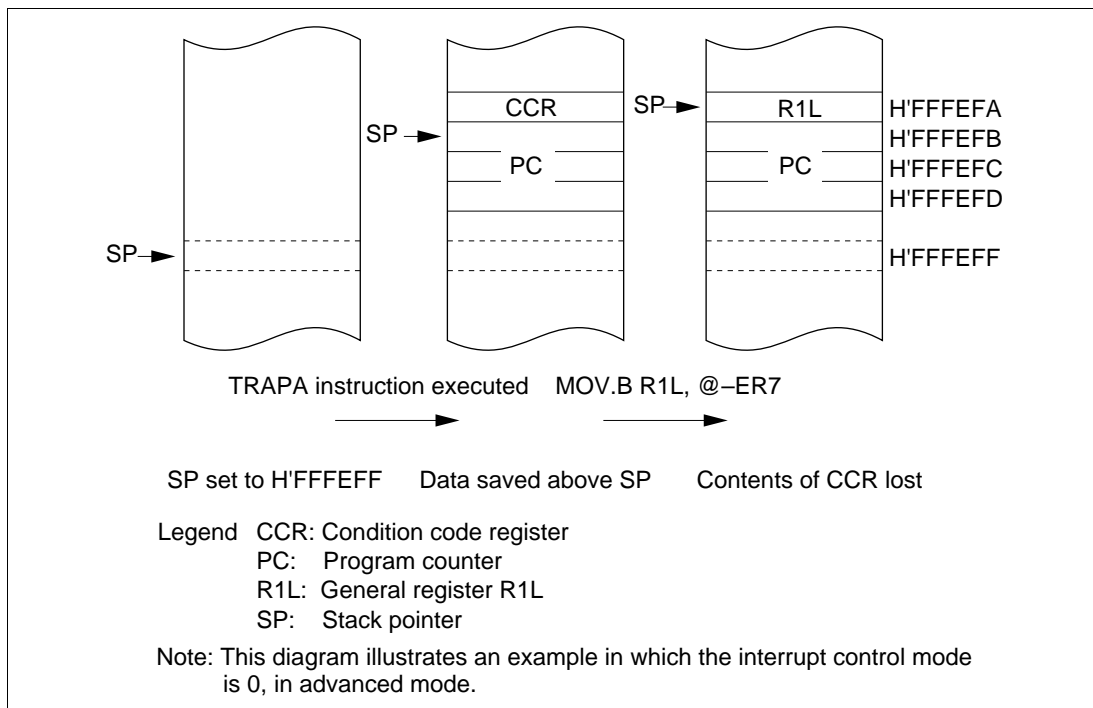 CCR
SP
R1L
H'FFFEFA
SP
H'FFFEFB
PC
PC
H'FFFEFC
H'FFFEFD
SP
H'FFFEFF
TRAPA instruction executed
MOV.B R1L, @–ER7
SP set to H'FFFEFF
Data saved above SP
Contents of CCR lost
Legend CCR: Condition code register
PC: Program counter
R1L: General register R1L
SP: Stack pointer
Note: This diagram illustrates an example in which the interrupt control mode
is 0, in advanced mode.